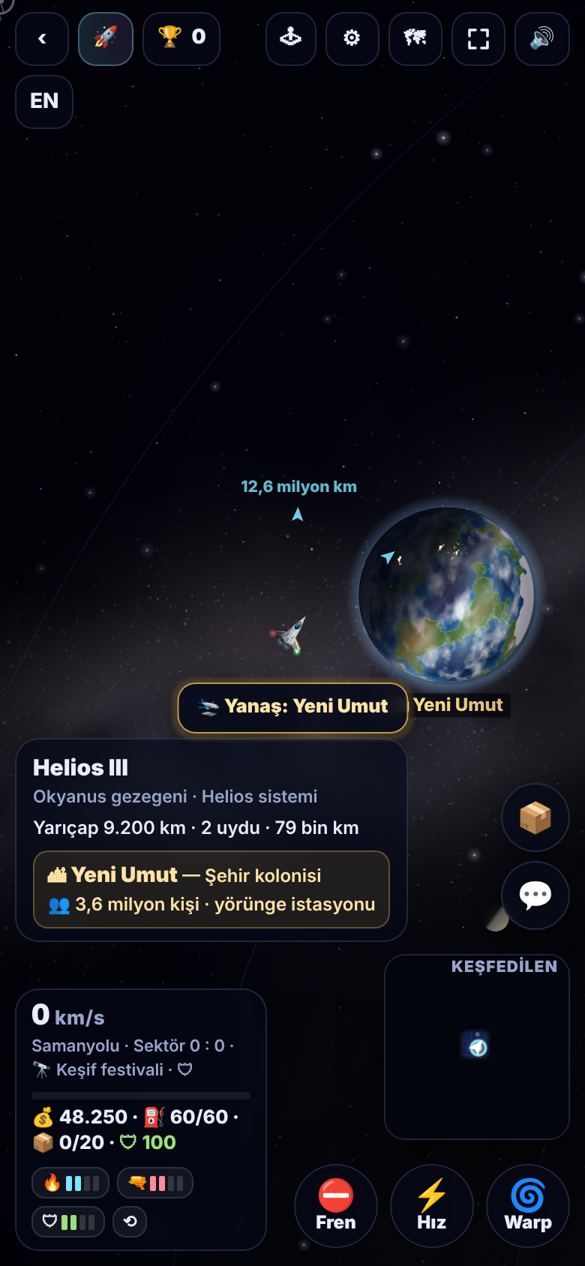 0
EN
12,6 milyon km
Yanaş: Yeni Umut
Yeni Umut
Helios III
Okyanus gezegeni · Helios sistemi
Yarıçap 9.200 km · 2 uydu · 79 bin km
Yeni Umut — Şehir kolonisi
3,6 milyon kişi · yörünge istasyonu
KEŞFEDİLEN
0 km/s
Samanyolu · Sektör 0 : 0 ·
Keşif festivali ·
48.250 · 60/60 ·
0/20 · 100
Fren
Hız
Warp